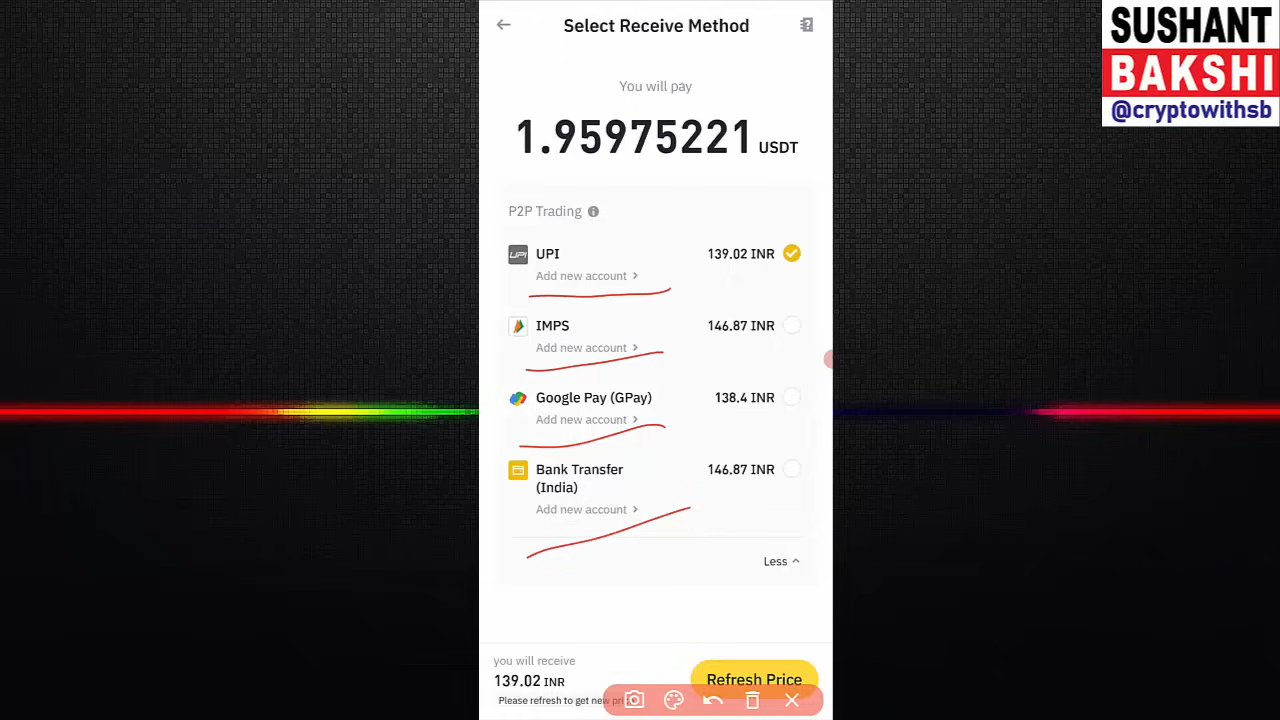 Select Receive Method
SUSHANT
BAKSHI
@cryptowithsb
You will pay
1.95975221 USDT
P2P Trading
UPI 139.02 INR
Add new account >
IMPS 146.87 INR
Add new account >
Google Pay (GPay) 138.4 INR
Add new account >
Bank Transfer 146.87 INR
(India)
Add new account >
Less
you will receive
139.02 INR
Refresh Price
Please refresh to get new